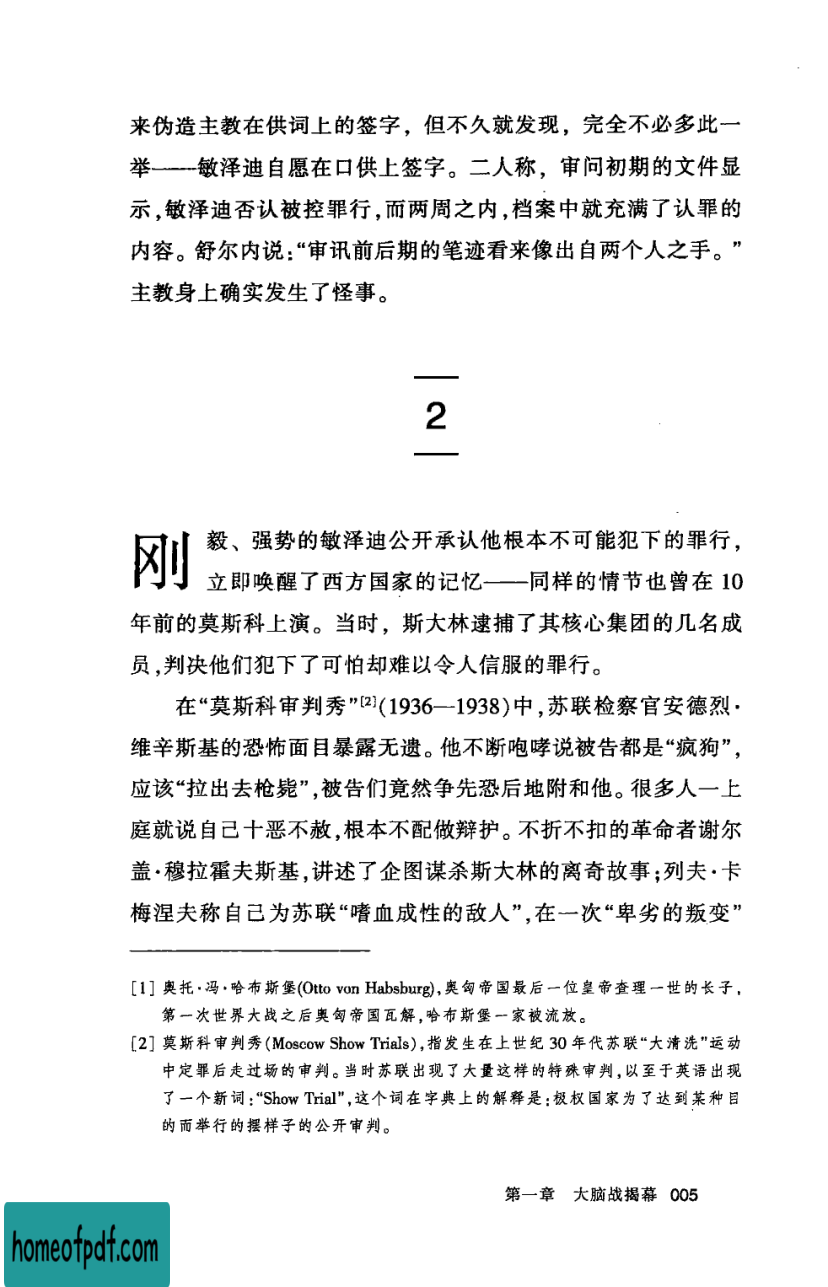 来伪造主教在供词上的签字，但不久就发现，完全不必多此一
举——敏泽迪自愿在口供上签字。二人称，审问初期的文件显
示,敏泽迪否认被控罪行,而两周之内,档案中就充满了认罪的
内容。舒尔内说:“审讯前后期的笔迹看来像出自两个人之手。”
主教身上确实发生了怪事。
2
刚毅、强势的敏泽迪公开承认他根本不可能犯下的罪行，
立即唤醒了西方国家的记忆——同样的情节也曾在 10
年前的莫斯科上演。当时，斯大林逮捕了其核心集团的几名成
员,判决他们犯下了可怕却难以令人信服的罪行。
在“莫斯科审判秀”[2](1936—1938)中,苏联检察官安德烈·
维辛斯基的恐怖面目暴露无遗。他不断咆哮说被告都是“疯狗”,
应该“拉出去枪毙”,被告们竟然争先恐后地附和他。很多人一上
庭就说自己十恶不赦,根本不配做辩护。不折不扣的革命者谢尔
盖·穆拉霍夫斯基,讲述了企图谋杀斯大林的离奇故事;列夫·卡
梅涅夫称自己为苏联“嗜血成性的敌人”,在一次“卑劣的叛变”
[1] 奥托·冯·哈布斯堡(Otto von Habsburg),奥匈帝国最后一位皇帝查理一世的长子,
第一次世界大战之后奥匈帝国瓦解,哈布斯堡一家被流放。
[2] 莫斯科审判秀(Moscow Show Trials),指发生在上世纪 30 年代苏联“大清洗”运动
中定罪后走过场的审判。当时苏联出现了大量这样的特殊审判,以至于英语出现
了一个新词:“Show Trial”,这个词在字典上的解释是:极权国家为了达到某种目
的而举行的摆样子的公开审判。
第一章 大脑战揭幕 005
homeofpdf.com